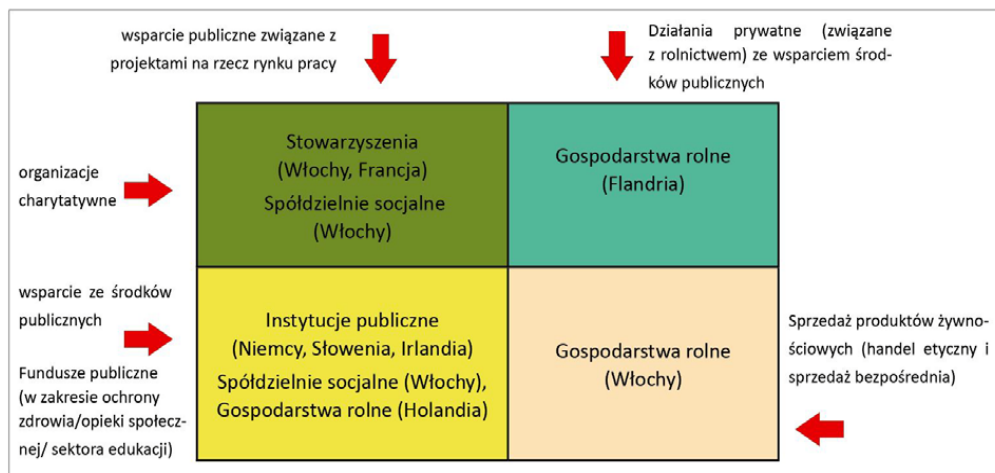 wsparcie publiczne związane z
projektami na rzecz rynku pracy
Działania prywatne (związane
z rolnictwem) ze wsparciem środ-
ków publicznych
organizacje
charytatywne
Stowarzyszenia
(Włochy, Francja)
Spółdzielnie socjalne
(Włochy)
Gospodarstwa rolne
(Flandria)
wsparcie ze środków
publicznych
Fundusze publiczne
(w zakresie ochrony
zdrowia/opieki społecz-
nej/ sektora edukacji)
Instytucje publiczne
(Niemcy, Słowenia, Irlandia)
Spółdzielnie socjalne (Włochy),
Gospodarstwa rolne (Holandia)
Gospodarstwa rolne
(Włochy)
Sprzedaż produktów żywno-
ściowych (handel etyczny i
sprzedaż bezpośrednia)